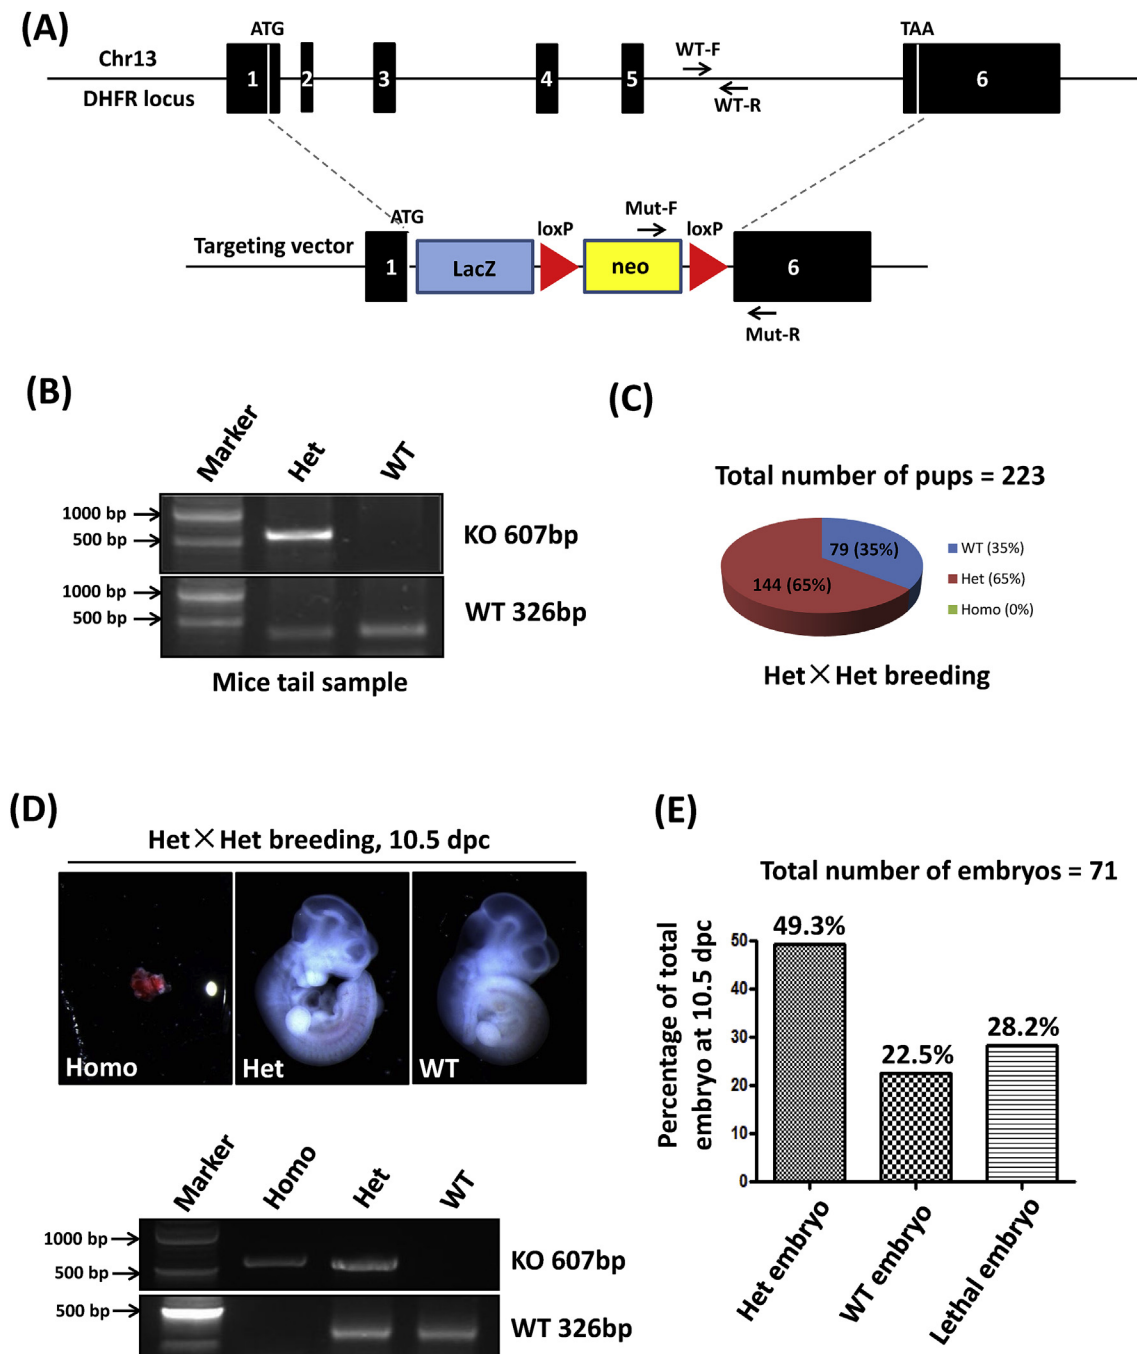 (A)
ATG
TAA
Chr13
WT-F
1
2
3
4
5
6
DHFR locus
WT-R
ATG
Mut-F
loxP
loxP
Targeting vector
1
LacZ
neo
6
Mut-R
(B)
Marker
Het
WT
1000 bp
500 bp
KO 607bp
1000 bp
500 bp
WT 326bp
Mice tail sample
(C)
Total number of pups = 223
79 (35%)
144 (65%)
WT (35%)
Het (65%)
Homo (0%)
Het×Het breeding
(D)
Het×Het breeding, 10.5 dpc
Homo
Het
WT
Marker
Homo
Het
WT
1000 bp
500 bp
KO 607bp
500 bp
WT 326bp
(E)
Total number of embryos = 71
Percentage of total
embryo at 10.5 dpc
50
40
30
20
10
0
49.3%
22.5%
28.2%
Het embryo
WT embryo
Lethal embryo